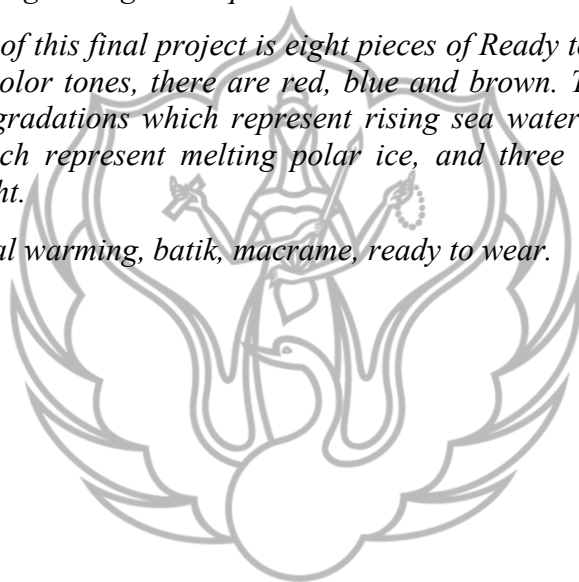 of this final project is eight pieces of Ready to
olor tones, there are red, blue and brown. T
gradations which represent rising sea water
ch represent melting polar ice, and three
ht.
al warming, batik, macrame, ready to wear.